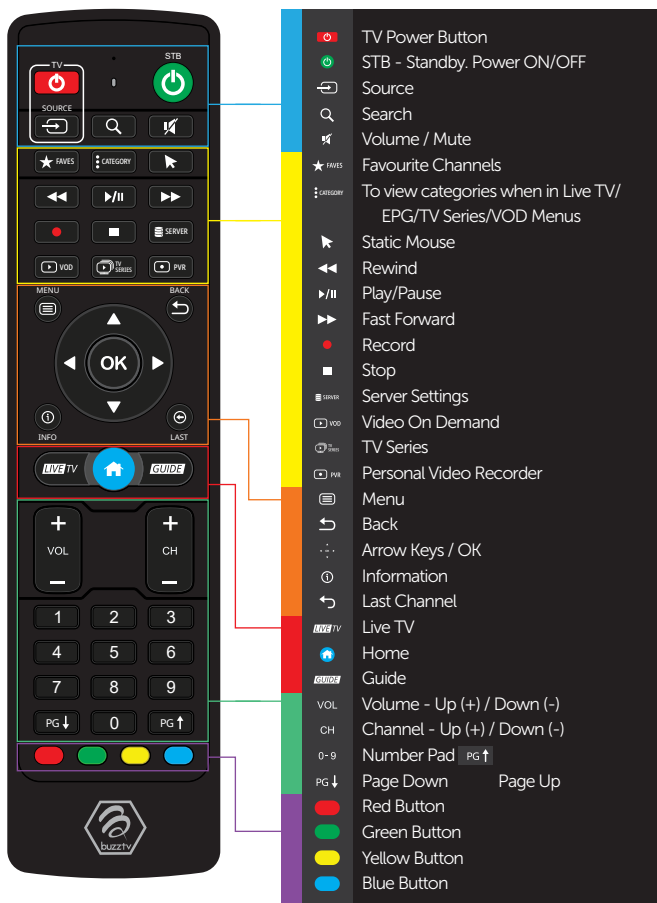 TV
STB
SOURCE
FAVES
CATEGORY
SERVER
VOD
TV
SERIES
PVR
MENU
BACK
OK
INFO
LAST
LIVE TV
GUIDE
+ +
VOL CH
– –
1 2 3
4 5 6
7 8 9
PG 0 PG
buzztv
TV Power Button
STB - Standby. Power ON/OFF
Source
Search
Volume / Mute
FAVES Favourite Channels
CATEGORY To view categories when in Live TV/
EPG/TV Series/VOD Menus
Static Mouse
Rewind
Play/Pause
Fast Forward
Record
Stop
SERVER Server Settings
VOD Video On Demand
TV SERIES TV Series
PVR Personal Video Recorder
Menu
Back
Arrow Keys / OK
Information
Last Channel
LIVE TV Live TV
Home
GUIDE Guide
VOL Volume - Up (+) / Down (-)
CH Channel - Up (+) / Down (-)
0-9 Number Pad PG
PG Page Down Page Up
Red Button
Green Button
Yellow Button
Blue Button